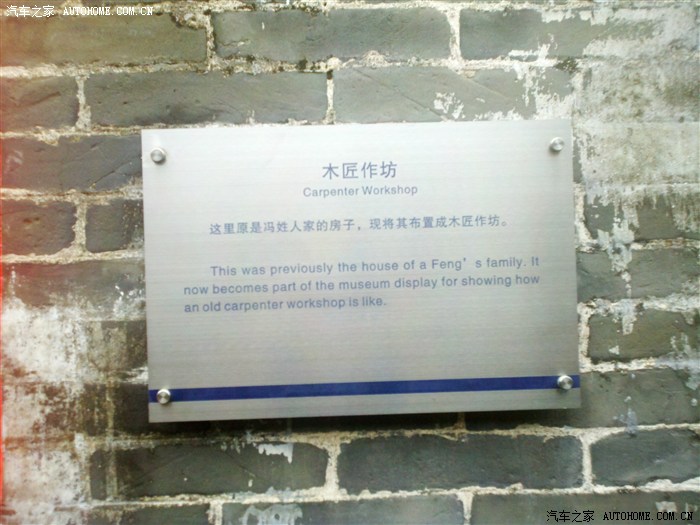 汽车之家 AUTOHOME.COM.CN
木匠作坊
Carpenter Workshop
这里原是冯姓人家的房子，现将其布置成木匠作坊。
This was previously the house of a Feng's family. It
now becomes part of the museum display for showing how
an old carpenter workshop is like.
汽车之家 AUTOHOME.COM.CN